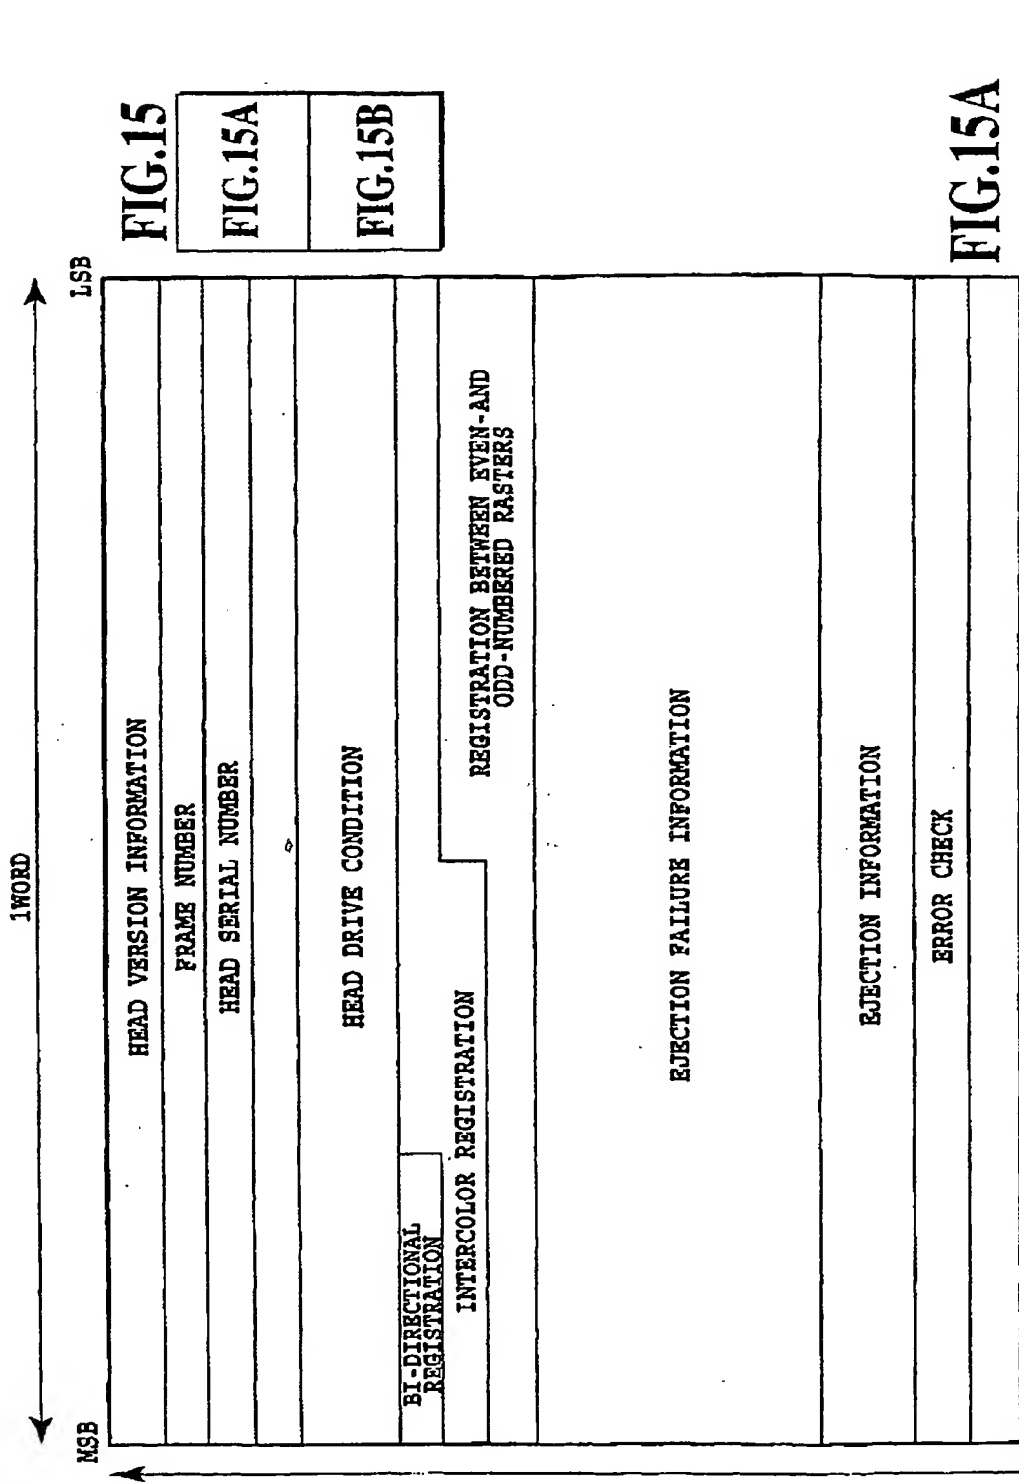 FIG.15
FIG.15A
FIG.15B
1WORD
MSB
LSB
HEAD VERSION INFORMATION
FRAME NUMBER
HEAD SERIAL NUMBER
HEAD DRIVE CONDITION
BI-DIRECTIONAL
REGISTRATION
INTERCOLOR REGISTRATION
REGISTRATION BETWEEN EVEN-AND
ODD-NUMBERED RASTERS
EJECTION FAILURE INFORMATION
EJECTION INFORMATION
ERROR CHECK
FIG.15A